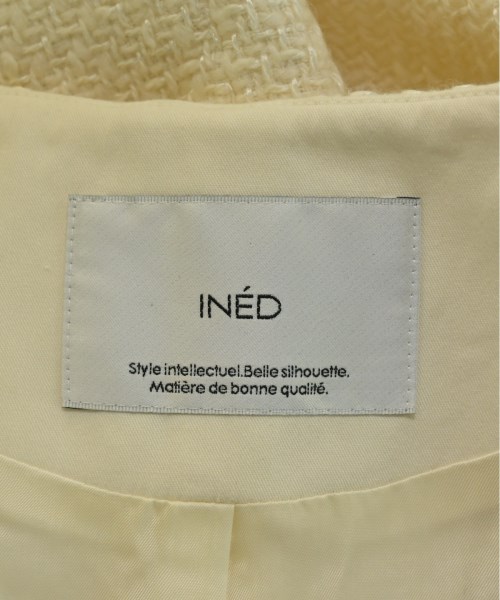 INÉD
Style intellectuel.Belle silhouette.
Matière de bonne qualité.